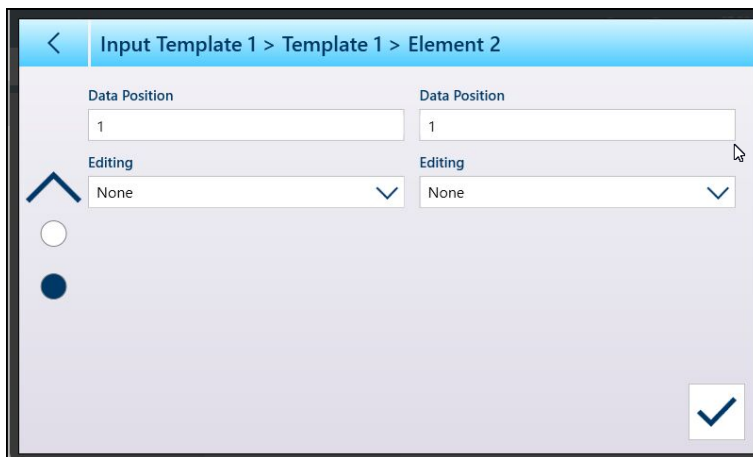 Input Template 1 > Template 1 > Element 2
Data Position Data Position
1 1
Editing Editing
None None